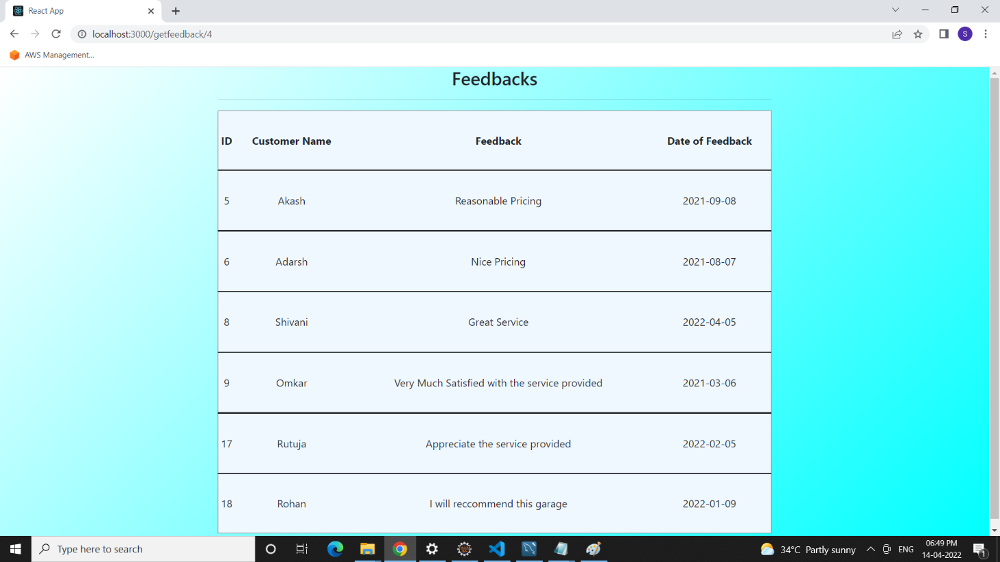 React App
localhost:3000/getfeedback/4
S
AWS Management...
Feedbacks
ID Customer Name Feedback Date of Feedback
5 Akash Reasonable Pricing 2021-09-08
6 Adarsh Nice Pricing 2021-08-07
8 Shivani Great Service 2022-04-05
9 Omkar Very Much Satisfied with the service provided 2021-03-06
17 Rutuja Appreciate the service provided 2022-02-05
18 Rohan I will reccommend this garage 2022-01-09
Type here to search
34°C Partly sunny
ENG
06:49 PM
14-04-2022
1